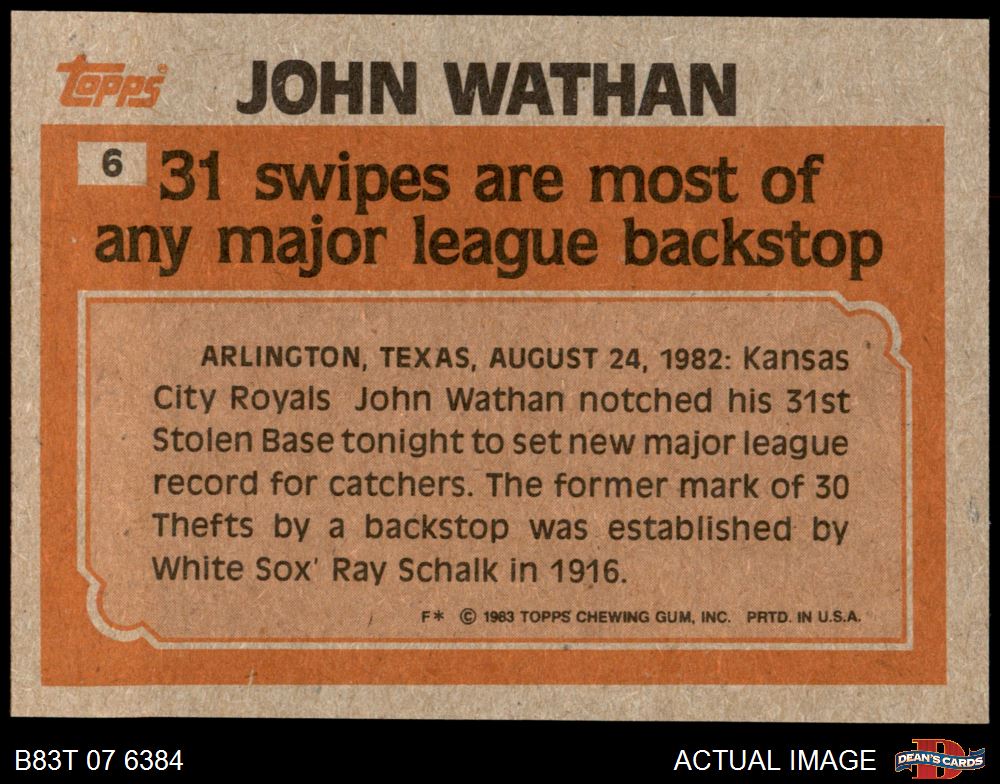 Topps®
JOHN WATHAN
6
31 swipes are most of
any major league backstop
ARLINGTON, TEXAS, AUGUST 24, 1982: Kansas
City Royals John Wathan notched his 31st
Stolen Base tonight to set new major league
record for catchers. The former mark of 30
Thefts by a backstop was established by
White Sox' Ray Schalk in 1916.
F* © 1983 TOPPS CHEWING GUM, INC. PRTD. IN U.S.A.
B83T 07 6384
ACTUAL IMAGE
D
DEAN'S CARDS